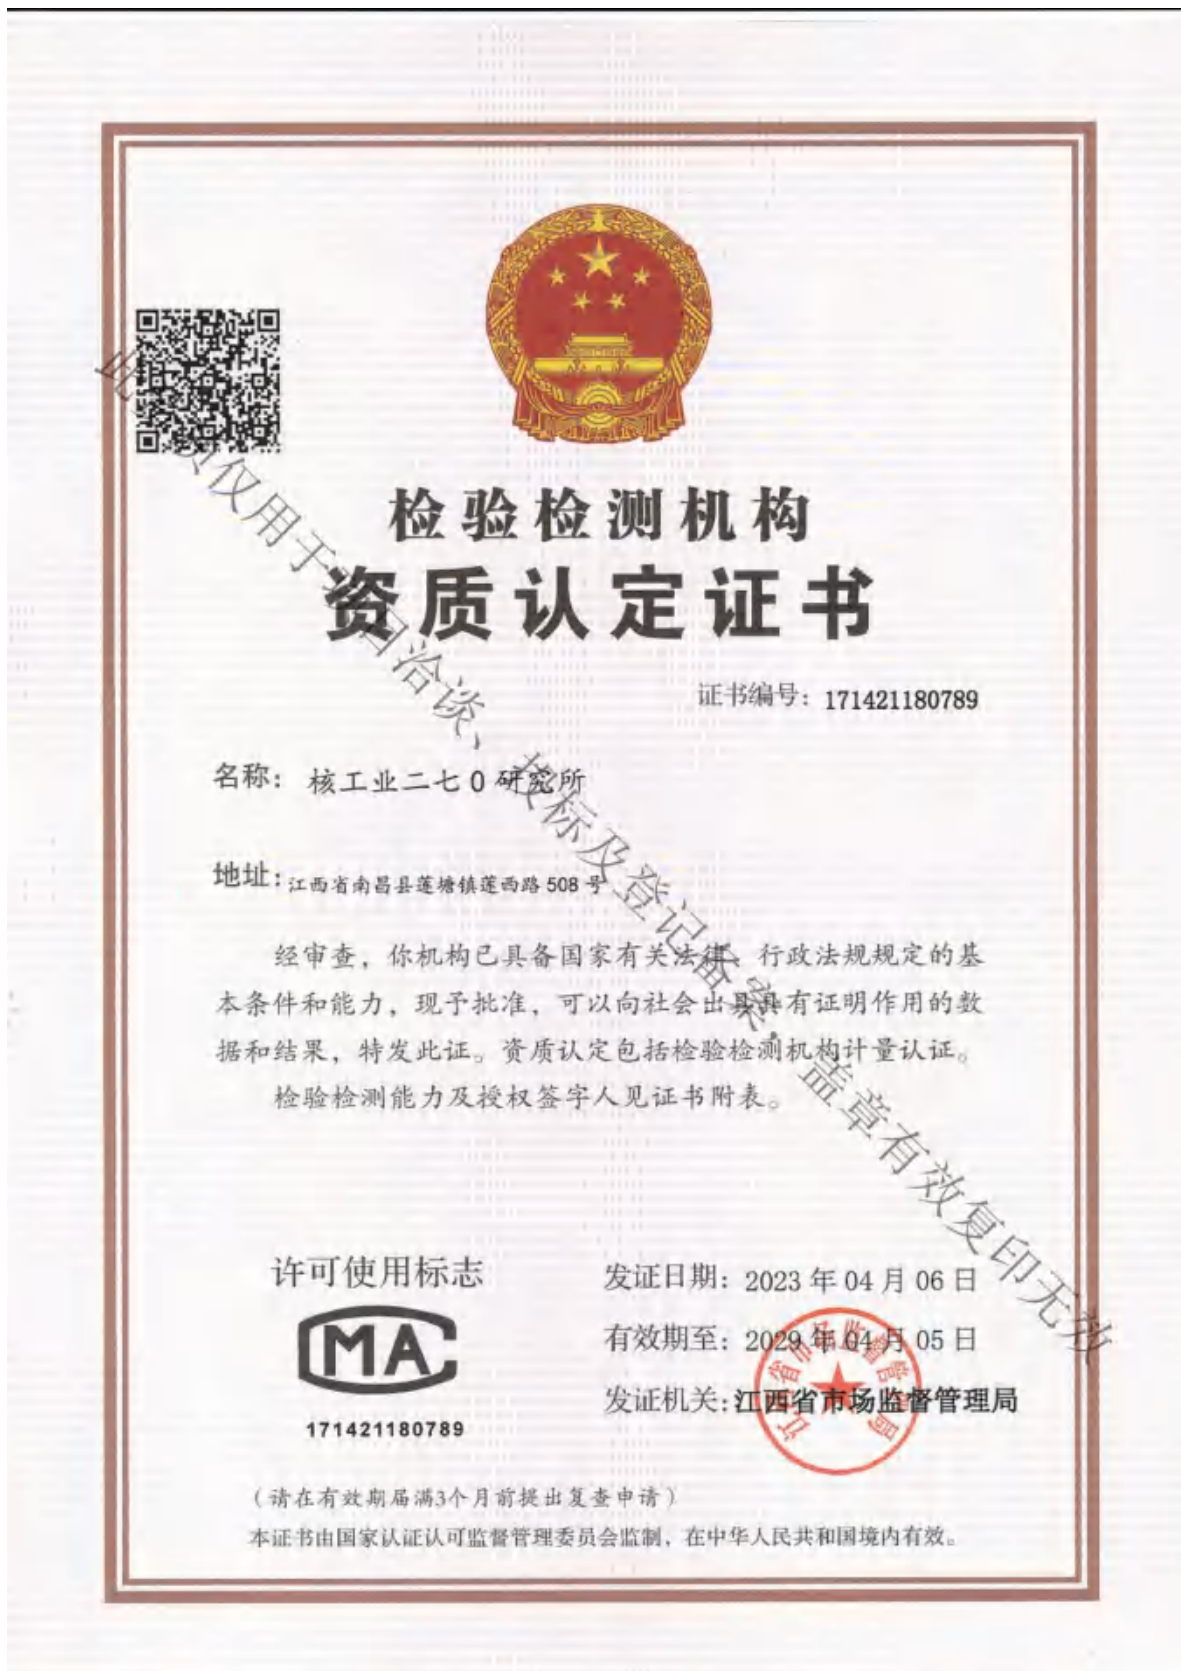 检验检测机构
资质认定证书
证书编号：171421180789
名称：核工业二七0研究所
地址：江西省南昌县莲塘镇莲西路508号
经审查，你机构已具备国家有关法律、行政法规规定的基
本条件和能力，现予批准，可以向社会出具具有证明作用的数
据和结果，特发此证。资质认定包括检验检测机构计量认证。
检验检测能力及授权签字人见证书附表。
许可使用标志
MA
171421180789
发证日期：2023年04月06日
有效期至：2029年04月05日
发证机关：江西省市场监督管理局
江西省市场监督管理局
（请在有效期届满3个月前提出复查申请）
本证书由国家认证认可监督管理委员会监制，在中华人民共和国境内有效。
仅用于项目洽谈、投标及登记备案，盖章有效复印无效